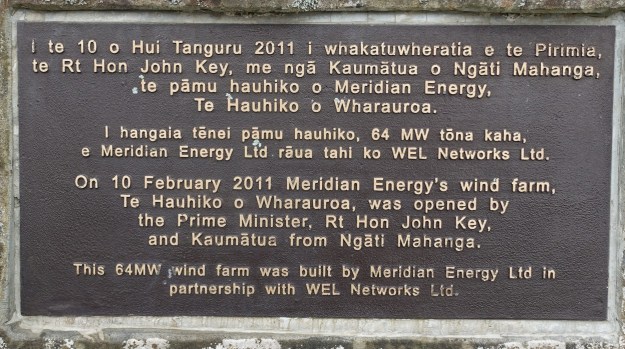 I te 10 o Hui Tanguru 2011 i whakatuwheratia e te Pirimia,
te Rt Hon John Key, me ngā Kaumātua o Ngāti Mahanga,
te pāmu hauhiko o Meridian Energy,
Te Hauhiko o Wharauroa.
I hangaia tēnei pāmu hauhiko, 64 MW tōna kaha,
e Meridian Energy Ltd rāua tahi ko WEL Networks Ltd.
On 10 February 2011 Meridian Energy's wind farm,
Te Hauhiko o Wharauroa, was opened by
the Prime Minister, Rt Hon John Key,
and Kaumātua from Ngāti Mahanga.
This 64MW wind farm was built by Meridian Energy Ltd in
partnership with WEL Networks Ltd.